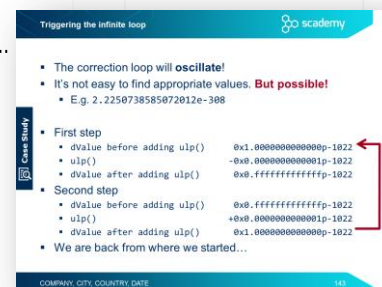 Triggering the infinite loop
scademy
The correction loop will oscillate!
It's not easy to find appropriate values. But possible!
E.g. 2.2250738585072012e-308
Case Study
First step
dValue before adding ulp() 0x1.0000000000000p-1022
ulp() -0x0.0000000000001p-1022
dValue after adding ulp() 0x0.fffffffffffffp-1022
Second step
dValue before adding ulp() 0x0.fffffffffffffp-1022
ulp() +0x0.0000000000001p-1022
dValue after adding ulp() 0x1.0000000000000p-1022
We are back from where we started...
COMPANY, CITY, COUNTRY, DATE 143